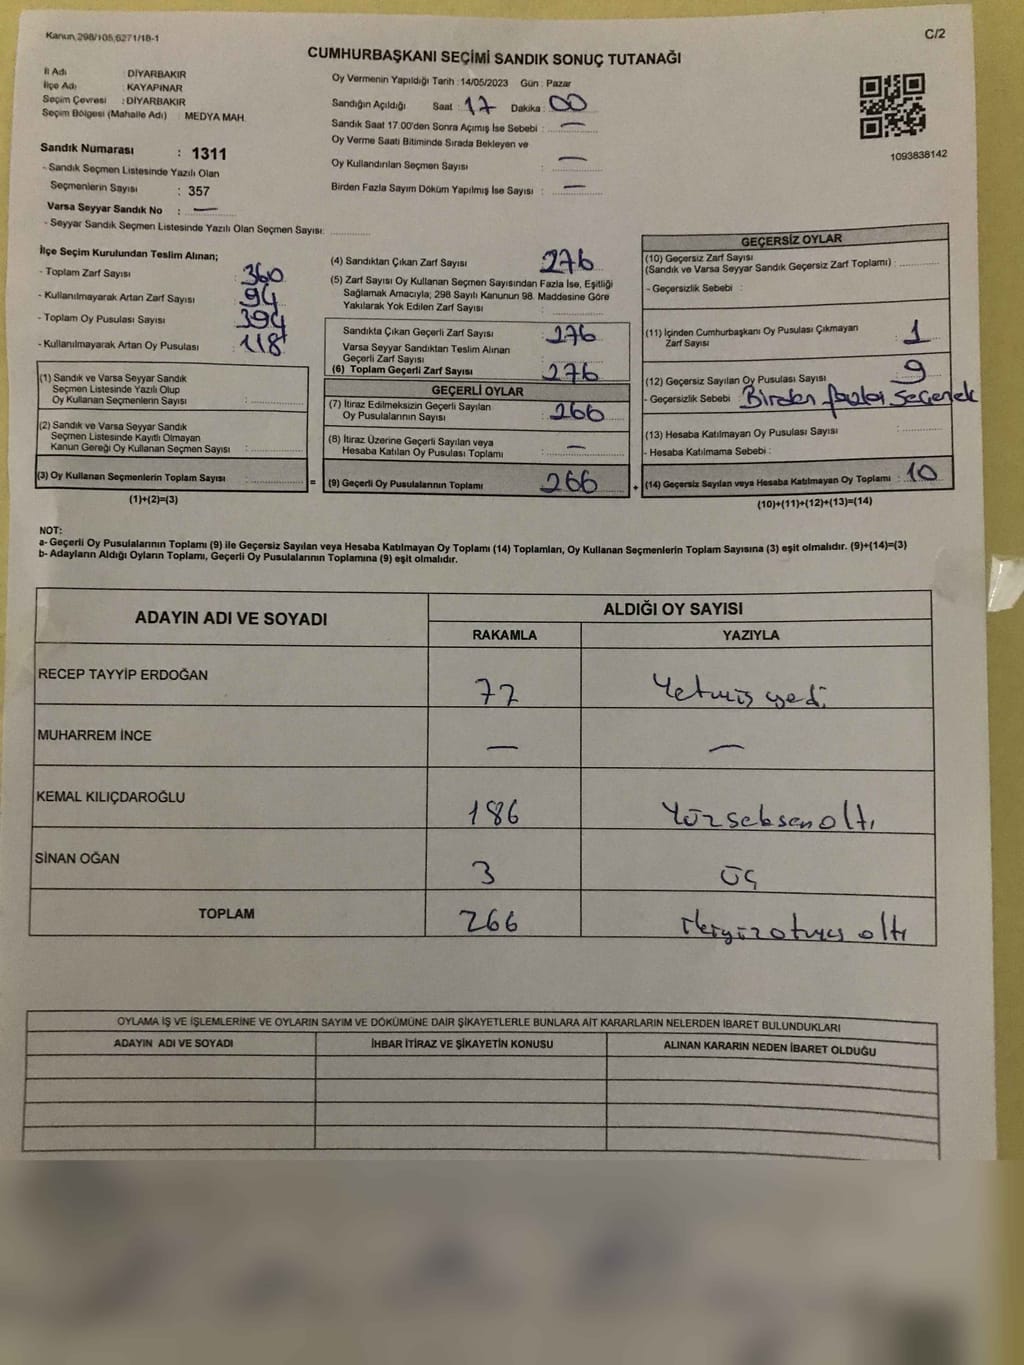 Kanun, 298/105,6271/18-1
C/2
CUMHURBAŞKANI SEÇİMİ SANDIK SONUÇ TUTANAĞI
İl Adı : DİYARBAKIR
İlçe Adı : KAYAPINAR
Seçim Çevresi : DİYARBAKIR
Seçim Bölgesi (Mahalle Adı) : MEDYA MAH.
Sandık Numarası : 1311
- Sandık Seçmen Listesinde Yazılı Olan
Seçmenlerin Sayısı : 357
Varsa Seyyar Sandık No : —
- Seyyar Sandık Seçmen Listesinde Yazılı Olan Seçmen Sayısı: ............
Oy Vermenin Yapıldığı Tarih : 14/05/2023 Gün : Pazar
Sandığın Açıldığı Saat : 17 Dakika : 00
Sandık Saat 17.00'den Sonra Açımış İse Sebebi : —
Oy Verme Saati Bitiminde Sırada Bekleyen ve
Oy Kullandırılan Seçmen Sayısı : —
Birden Fazla Sayım Döküm Yapılmış İse Sayısı : —
1093838142
İlçe Seçim Kurulundan Teslim Alınan;
- Toplam Zarf Sayısı : 360
- Kullanılmayarak Artan Zarf Sayısı : 94
- Toplam Oy Pusulası Sayısı : 394
- Kullanılmayarak Artan Oy Pusulası : 118
(1) Sandık ve Varsa Seyyar Sandık
Seçmen Listesinde Yazılı Olup
Oy Kullanan Seçmenlerin Sayısı : ............
(2) Sandık ve Varsa Seyyar Sandık
Seçmen Listesinde Kayıtlı Olmayan
Kanun Gereği Oy Kullanan Seçmen Sayısı : ............
(3) Oy Kullanan Seçmenlerin Toplam Sayısı : ............
(1)+(2)=(3)
=
(4) Sandıktan Çıkan Zarf Sayısı : 276
(5) Zarf Sayısı Oy Kullanan Seçmen Sayısından Fazla İse, Eşitliği
Sağlamak Amacıyla; 298 Sayılı Kanunun 98. Maddesine Göre
Yakılarak Yok Edilen Zarf Sayısı : ............
Sandıkta Çıkan Geçerli Zarf Sayısı : 276
Varsa Seyyar Sandıktan Teslim Alınan
Geçerli Zarf Sayısı : ............
(6) Toplam Geçerli Zarf Sayısı : 276
GEÇERLİ OYLAR
(7) İtiraz Edilmeksizin Geçerli Sayılan
Oy Pusulalarının Sayısı : 266
(8) İtiraz Üzerine Geçerli Sayılan veya
Hesaba Katılan Oy Pusulası Toplamı : —
(9) Geçerli Oy Pusulalarının Toplamı : 266
+
GEÇERSİZ OYLAR
(10) Geçersiz Zarf Sayısı
(Sandık ve Varsa Seyyar Sandık Geçersiz Zarf Toplamı) : ............
- Geçersizlik Sebebi :
(11) İçinden Cumhurbaşkanı Oy Pusulası Çıkmayan
Zarf Sayısı : 1
(12) Geçersiz Sayılan Oy Pusulası Sayısı : 9
- Geçersizlik Sebebi : Birden fazla seçenek
(13) Hesaba Katılmayan Oy Pusulası Sayısı : ............
- Hesaba Katılmama Sebebi :
(14) Geçersiz Sayılan veya Hesaba Katılmayan Oy Toplamı : 10
(10)+(11)+(12)+(13)=(14)
NOT:
a- Geçerli Oy Pusulalarının Toplamı (9) ile Geçersiz Sayılan veya Hesaba Katılmayan Oy Toplamı (14) Toplamları, Oy Kullanan Seçmenlerin Toplam Sayısına (3) eşit olmalıdır. (9)+(14)=(3)
b- Adayların Aldığı Oyların Toplamı, Geçerli Oy Pusulalarının Toplamına (9) eşit olmalıdır.
ADAYIN ADI VE SOYADI
ALDIĞI OY SAYISI
RAKAMLA YAZIYLA
RECEP TAYYİP ERDOĞAN 77 Yetmiş yedi
MUHARREM İNCE — —
KEMAL KILIÇDAROĞLU 186 Yüzseksen altı
SİNAN OĞAN 3 Üç
TOPLAM 266 altı
OYLAMA İŞ VE İŞLEMLERİNE VE OYLARIN SAYIM VE DÖKÜMÜNE DAİR ŞİKAYETLERLE BUNLARA AİT KARARLARIN NELERDEN İBARET BULUNDUKLARI
ADAYIN ADI VE SOYADI İHBAR İTİRAZ VE ŞİKAYETİN KONUSU ALINAN KARARIN NEDEN İBARET OLDUĞU